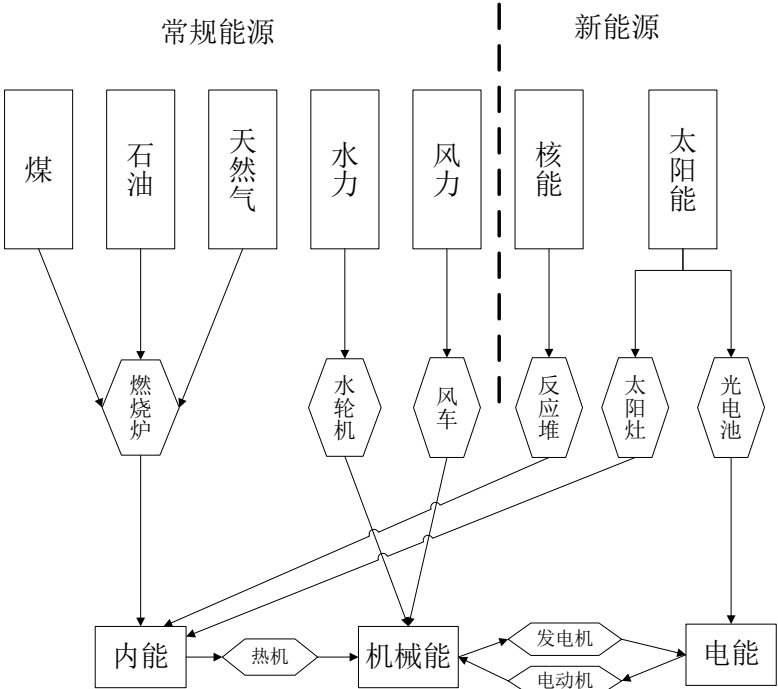 常规能源
新能源
煤
石油
天然气
水力
风力
核能
太阳能
燃烧炉
水轮机
风车
反应堆
太阳灶
光电池
内能
热机
机械能
发电机
电动机
电能